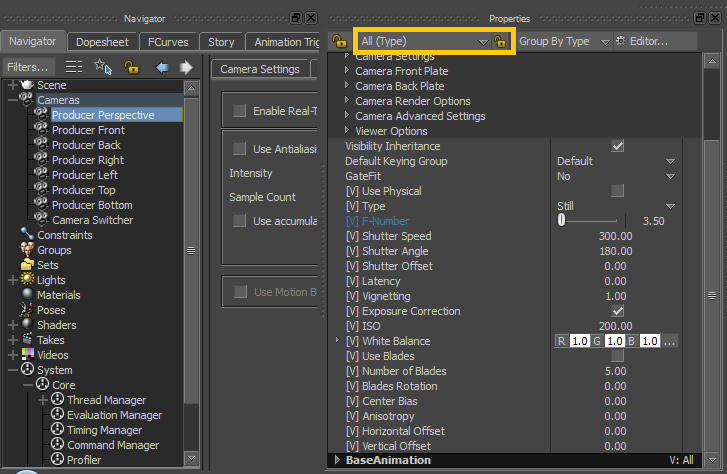 Navigator
Properties
Navigator Dopesheet FCurves Story Animation Trig
All (Type) Group By Type Editor...
Filters...
Scene
Cameras
Producer Perspective
Producer Front
Producer Back
Producer Right
Producer Left
Producer Top
Producer Bottom
Camera Switcher
Constraints
Groups
Sets
Lights
Materials
Poses
Shaders
Takes
Videos
System
Core
Thread Manager
Evaluation Manager
Timing Manager
Command Manager
Profiler
Camera Settings
Enable Real-T
Use Antialiasi
Intensity
Sample Count
Use accumula
Use Motion B
Camera Settings
Camera Front Plate
Camera Back Plate
Camera Render Options
Camera Advanced Settings
Viewer Options
Visibility Inheritance
Default Keying Group Default
GateFit No
[V] Use Physical
[V] Type Still
[V] F-Number 3.50
[V] Shutter Speed 300.00
[V] Shutter Angle 180.00
[V] Shutter Offset 0.00
[V] Latency 0.00
[V] Vignetting 1.00
[V] Exposure Correction
[V] ISO 200.00
[V] White Balance R 1.0 G 1.0 B 1.0 ...
[V] Use Blades
[V] Number of Blades 5.00
[V] Blades Rotation 0.00
[V] Center Bias 0.00
[V] Anisotropy 0.00
[V] Horizontal Offset 0.00
[V] Vertical Offset 0.00
BaseAnimation V: All